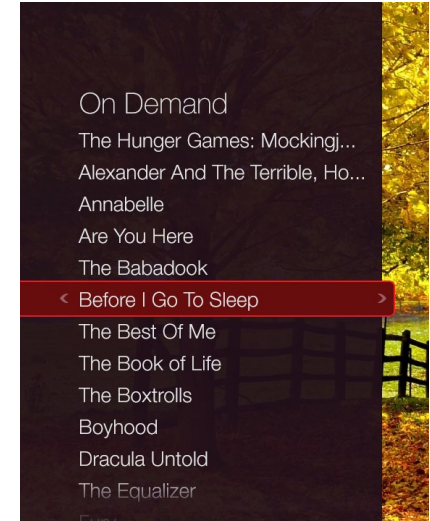 On Demand
The Hunger Games: Mockingj...
Alexander And The Terrible, Ho...
Annabelle
Are You Here
The Babadook
< Before I Go To Sleep >
The Best Of Me
The Book of Life
The Boxtrolls
Boyhood
Dracula Untold
The Equalizer